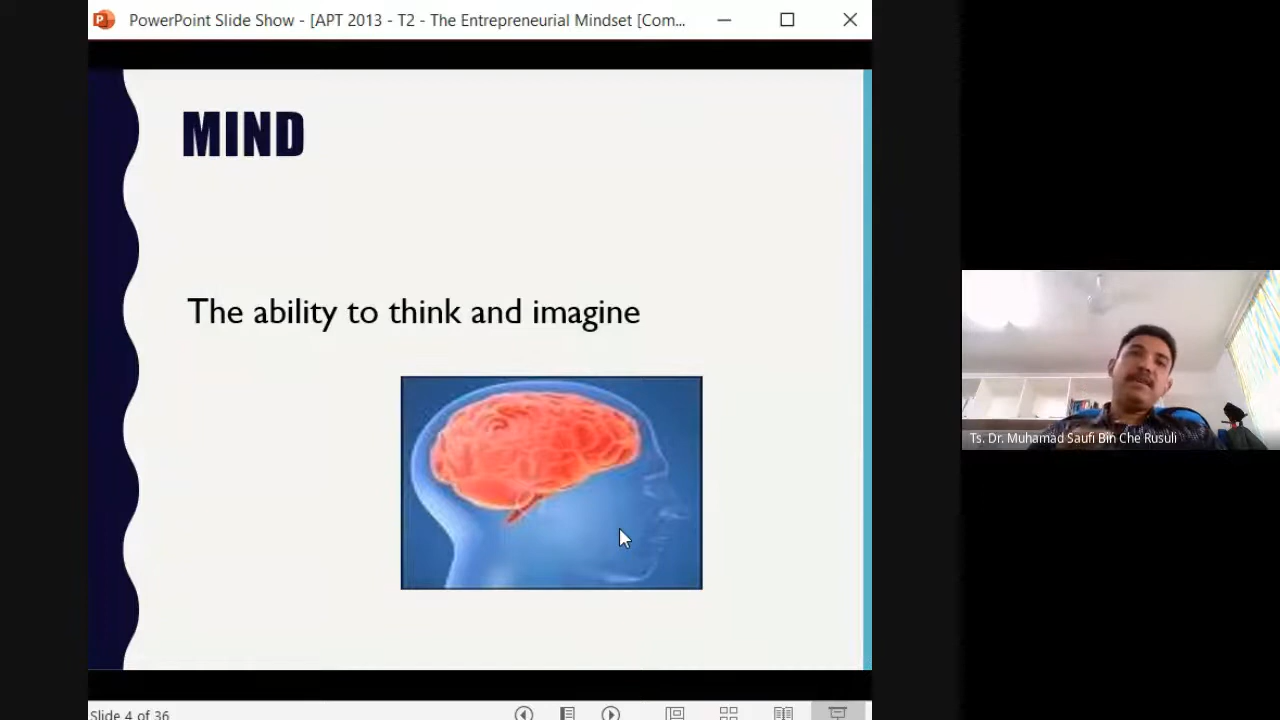 PowerPoint Slide Show - [APT 2013 - T2 - The Entrepreneurial Mindset [Com...
MIND
The ability to think and imagine
Ts. Dr. Muhamad Saufi Bin Che Rusuli
Slide 4 of 36